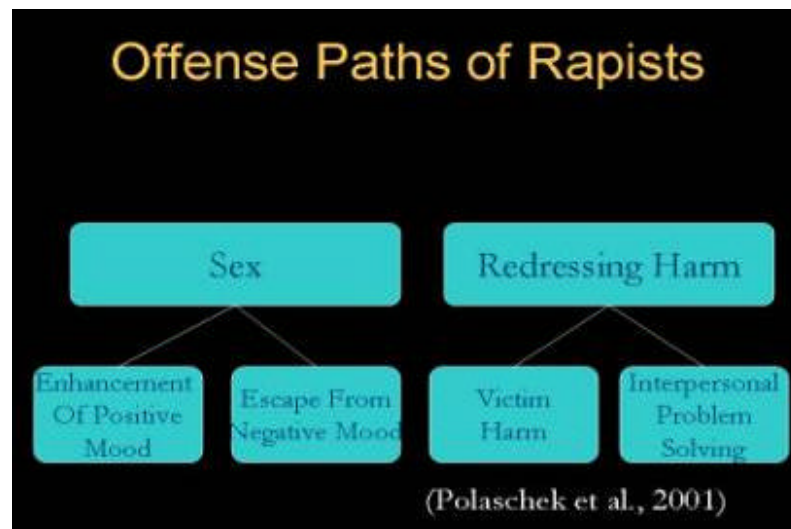 Offense Paths of Rapists
Sex
Redressing Harm
Enhancement
Of Positive
Mood
Escape From
Negative Mood
Victim
Harm
Interpersonal
Problem
Solving
(Polaschek et al., 2001)